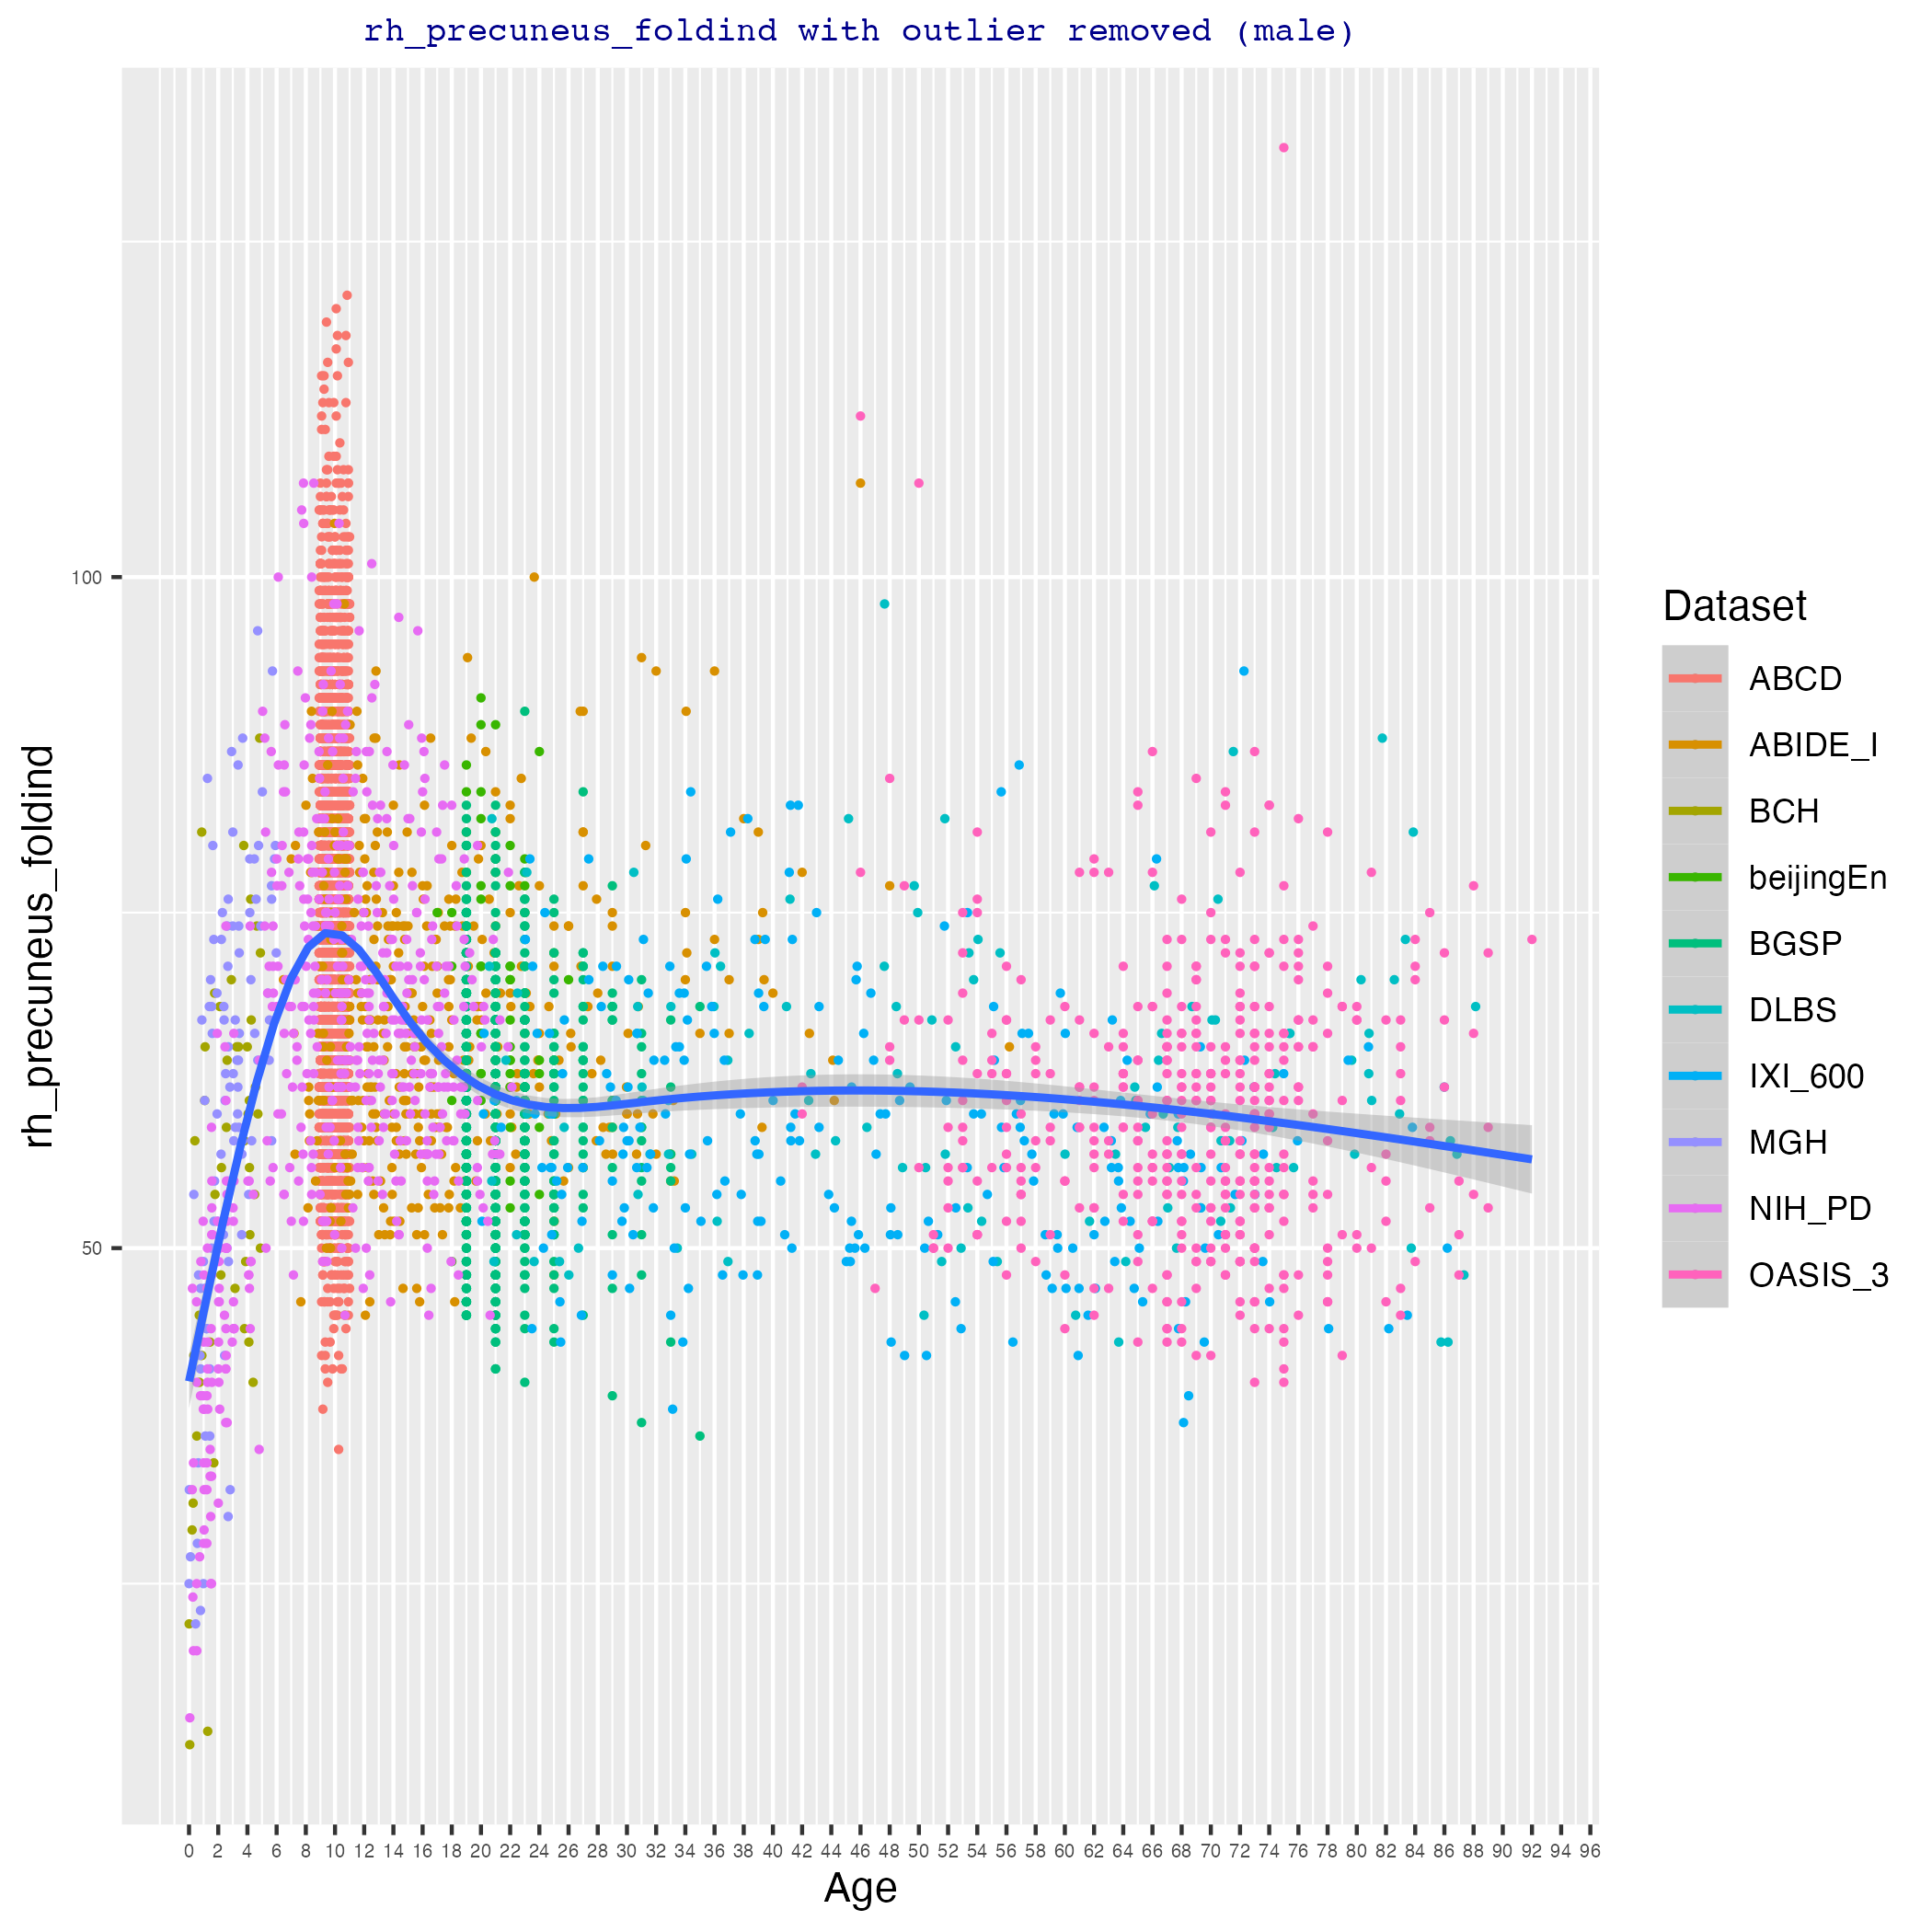 rh_precuneus_foldind with outlier removed (male)
rh_precuneus_foldind
100
50
0 2 4 6 8 10 12 14 16 18 20 22 24 26 28 30 32 34 36 38 40 42 44 46 48 50 52 54 56 58 60 62 64 66 68 70 72 74 76 78 80 82 84 86 88 90 92 94 96
Age
Dataset
ABCD
ABIDE_I
BCH
beijingEn
BGSP
DLBS
IXI_600
MGH
NIH_PD
OASIS_3